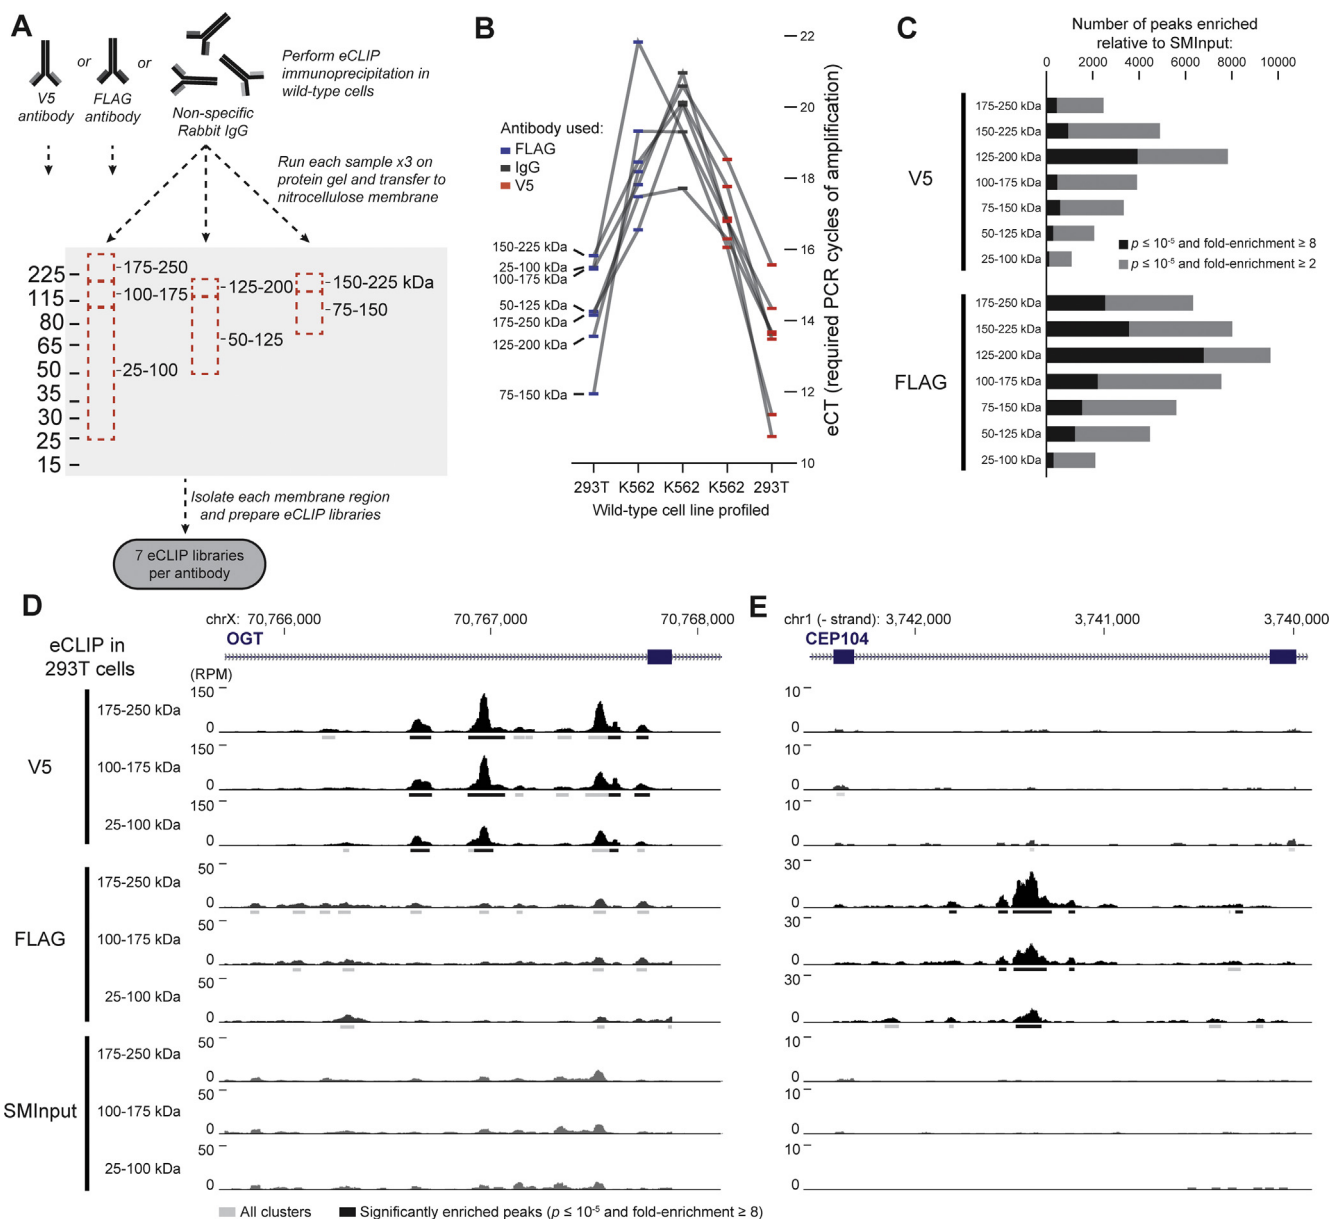 A
or
or
V5
antibody
FLAG
antibody
Non-specific
Rabbit IgG
Perform eCLIP
immunoprecipitation in
wild-type cells
Run each sample x3 on
protein gel and transfer to
nitrocellulose membrane
225
115
80
65
50
35
30
25
15
175-250
100-175
25-100
125-200
50-125
150-225 kDa
75-150
Isolate each membrane region
and prepare eCLIP libraries
7 eCLIP libraries
per antibody
B
Antibody used:
FLAG
IgG
V5
150-225 kDa
25-100 kDa
100-175 kDa
50-125 kDa
175-250 kDa
125-200 kDa
75-150 kDa
22
20
18
16
14
12
10
eCT (required PCR cycles of amplification)
293T K562 K562 K562 293T
Wild-type cell line profiled
C
Number of peaks enriched
relative to SMInput:
0 2000 4000 6000 8000 10000
V5
175-250 kDa
150-225 kDa
125-200 kDa
100-175 kDa
75-150 kDa
50-125 kDa
25-100 kDa
p ≤ 10⁻⁵ and fold-enrichment ≥ 8
p ≤ 10⁻⁵ and fold-enrichment ≥ 2
FLAG
175-250 kDa
150-225 kDa
125-200 kDa
100-175 kDa
75-150 kDa
50-125 kDa
25-100 kDa
D
eCLIP in
293T cells
chrX: 70,766,000 70,767,000 70,768,000
OGT
(RPM)
V5
175-250 kDa
150
0
100-175 kDa
150
0
25-100 kDa
150
0
FLAG
175-250 kDa
50
0
100-175 kDa
50
0
25-100 kDa
50
0
SMInput
175-250 kDa
50
0
100-175 kDa
50
0
25-100 kDa
50
0
All clusters
Significantly enriched peaks (p ≤ 10⁻⁵ and fold-enrichment ≥ 8)
E
chr1 (- strand): 3,742,000 3,741,000 3,740,000
CEP104
10
0
10
0
10
0
30
0
30
0
30
0
10
0
10
0
10
0